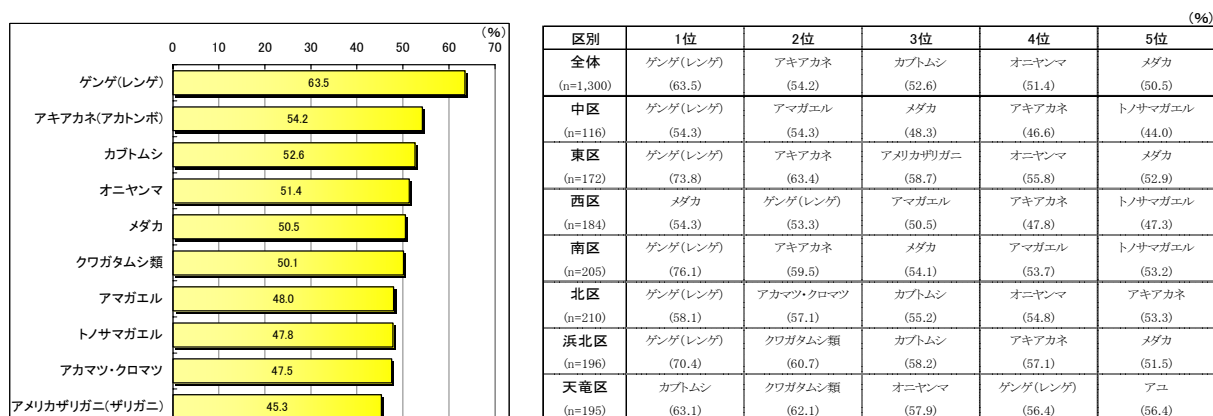 (%)
0 10 20 30 40 50 60 70
ゲンゲ(レンゲ) 63.5
アキアカネ(アカトンボ) 54.2
カブトムシ 52.6
オニヤンマ 51.4
メダカ 50.5
クワガタムシ類 50.1
アマガエル 48.0
トノサマガエル 47.8
アカマツ・クロマツ 47.5
アメリカザリガニ(ザリガニ) 45.3
(%)
区別 1位 2位 3位 4位 5位
全体 ゲンゲ(レンゲ) アキアカネ カブトムシ オニヤンマ メダカ
(n=1,300) (63.5) (54.2) (52.6) (51.4) (50.5)
中区 ゲンゲ(レンゲ) アマガエル メダカ アキアカネ トノサマガエル
(n=116) (54.3) (54.3) (48.3) (46.6) (44.0)
東区 ゲンゲ(レンゲ) アキアカネ アメリカザリガニ オニヤンマ メダカ
(n=172) (73.8) (63.4) (58.7) (55.8) (52.9)
西区 メダカ ゲンゲ(レンゲ) アマガエル アキアカネ トノサマガエル
(n=184) (54.3) (53.3) (50.5) (47.8) (47.3)
南区 ゲンゲ(レンゲ) アキアカネ メダカ アマガエル トノサマガエル
(n=205) (76.1) (59.5) (54.1) (53.7) (53.2)
北区 ゲンゲ(レンゲ) アカマツ・クロマツ カブトムシ オニヤンマ アキアカネ
(n=210) (58.1) (57.1) (55.2) (54.8) (53.3)
浜北区 ゲンゲ(レンゲ) クワガタムシ類 カブトムシ アキアカネ メダカ
(n=196) (70.4) (60.7) (58.2) (57.1) (51.5)
天竜区 カブトムシ クワガタムシ類 オニヤンマ ゲンゲ(レンゲ) アユ
(n=195) (63.1) (62.1) (57.9) (56.4) (56.4)